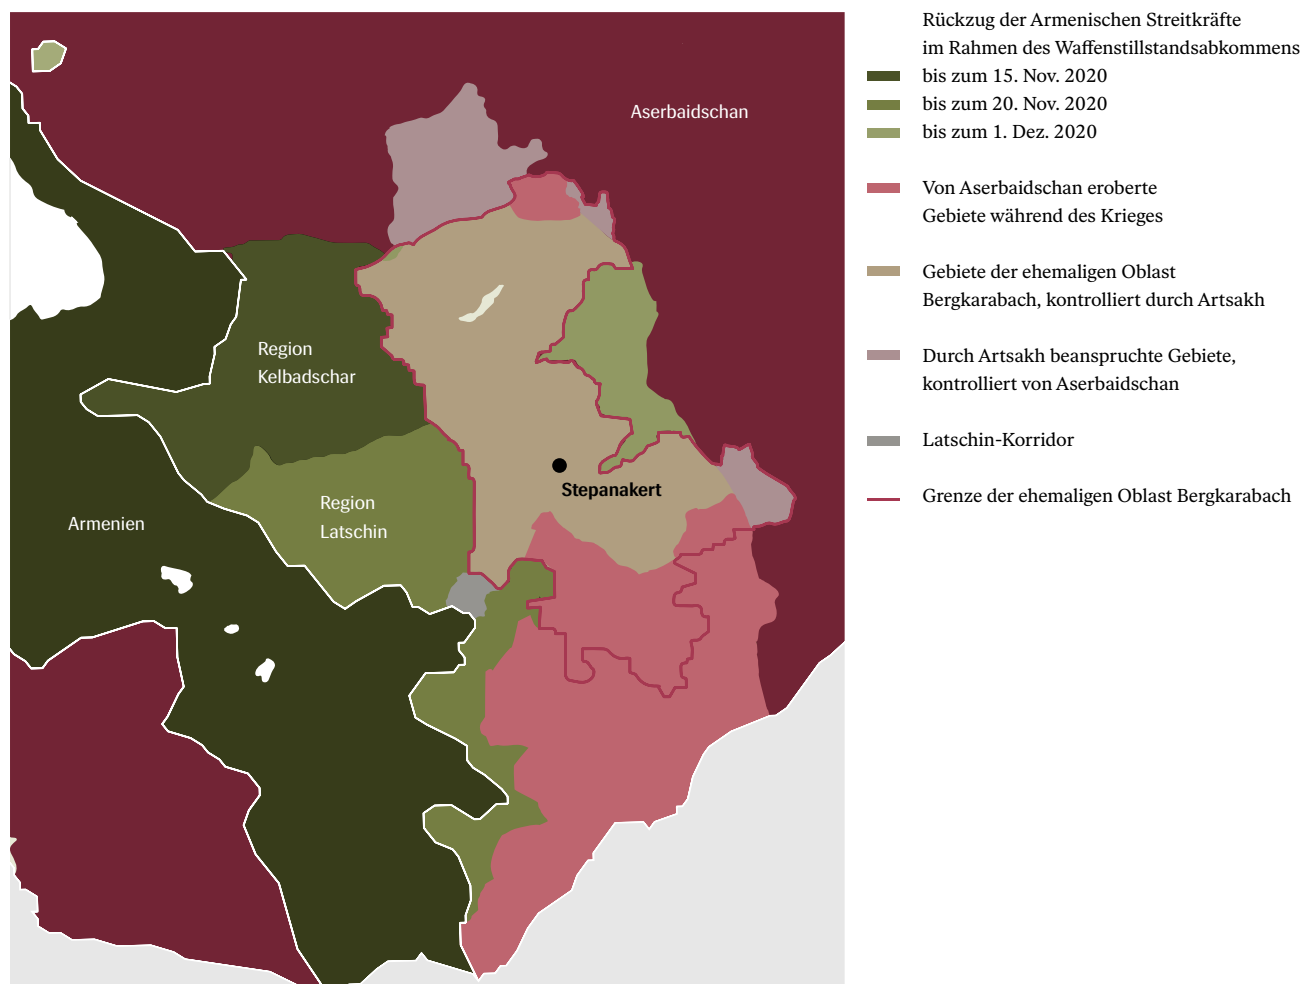 Aserbaidschan
Region
Kelbadschar
Region
Latschin
Stepanakert
Armenien
Rückzug der Armenischen Streitkräfte
im Rahmen des Waffenstillstandsabkommens
bis zum 15. Nov. 2020
bis zum 20. Nov. 2020
bis zum 1. Dez. 2020
Von Aserbaidschan eroberte
Gebiete während des Krieges
Gebiete der ehemaligen Oblast
Bergkarabach, kontrolliert durch Artsakh
Durch Artsakh beanspruchte Gebiete,
kontrolliert von Aserbaidschan
Latschin-Korridor
Grenze der ehemaligen Oblast Bergkarabach